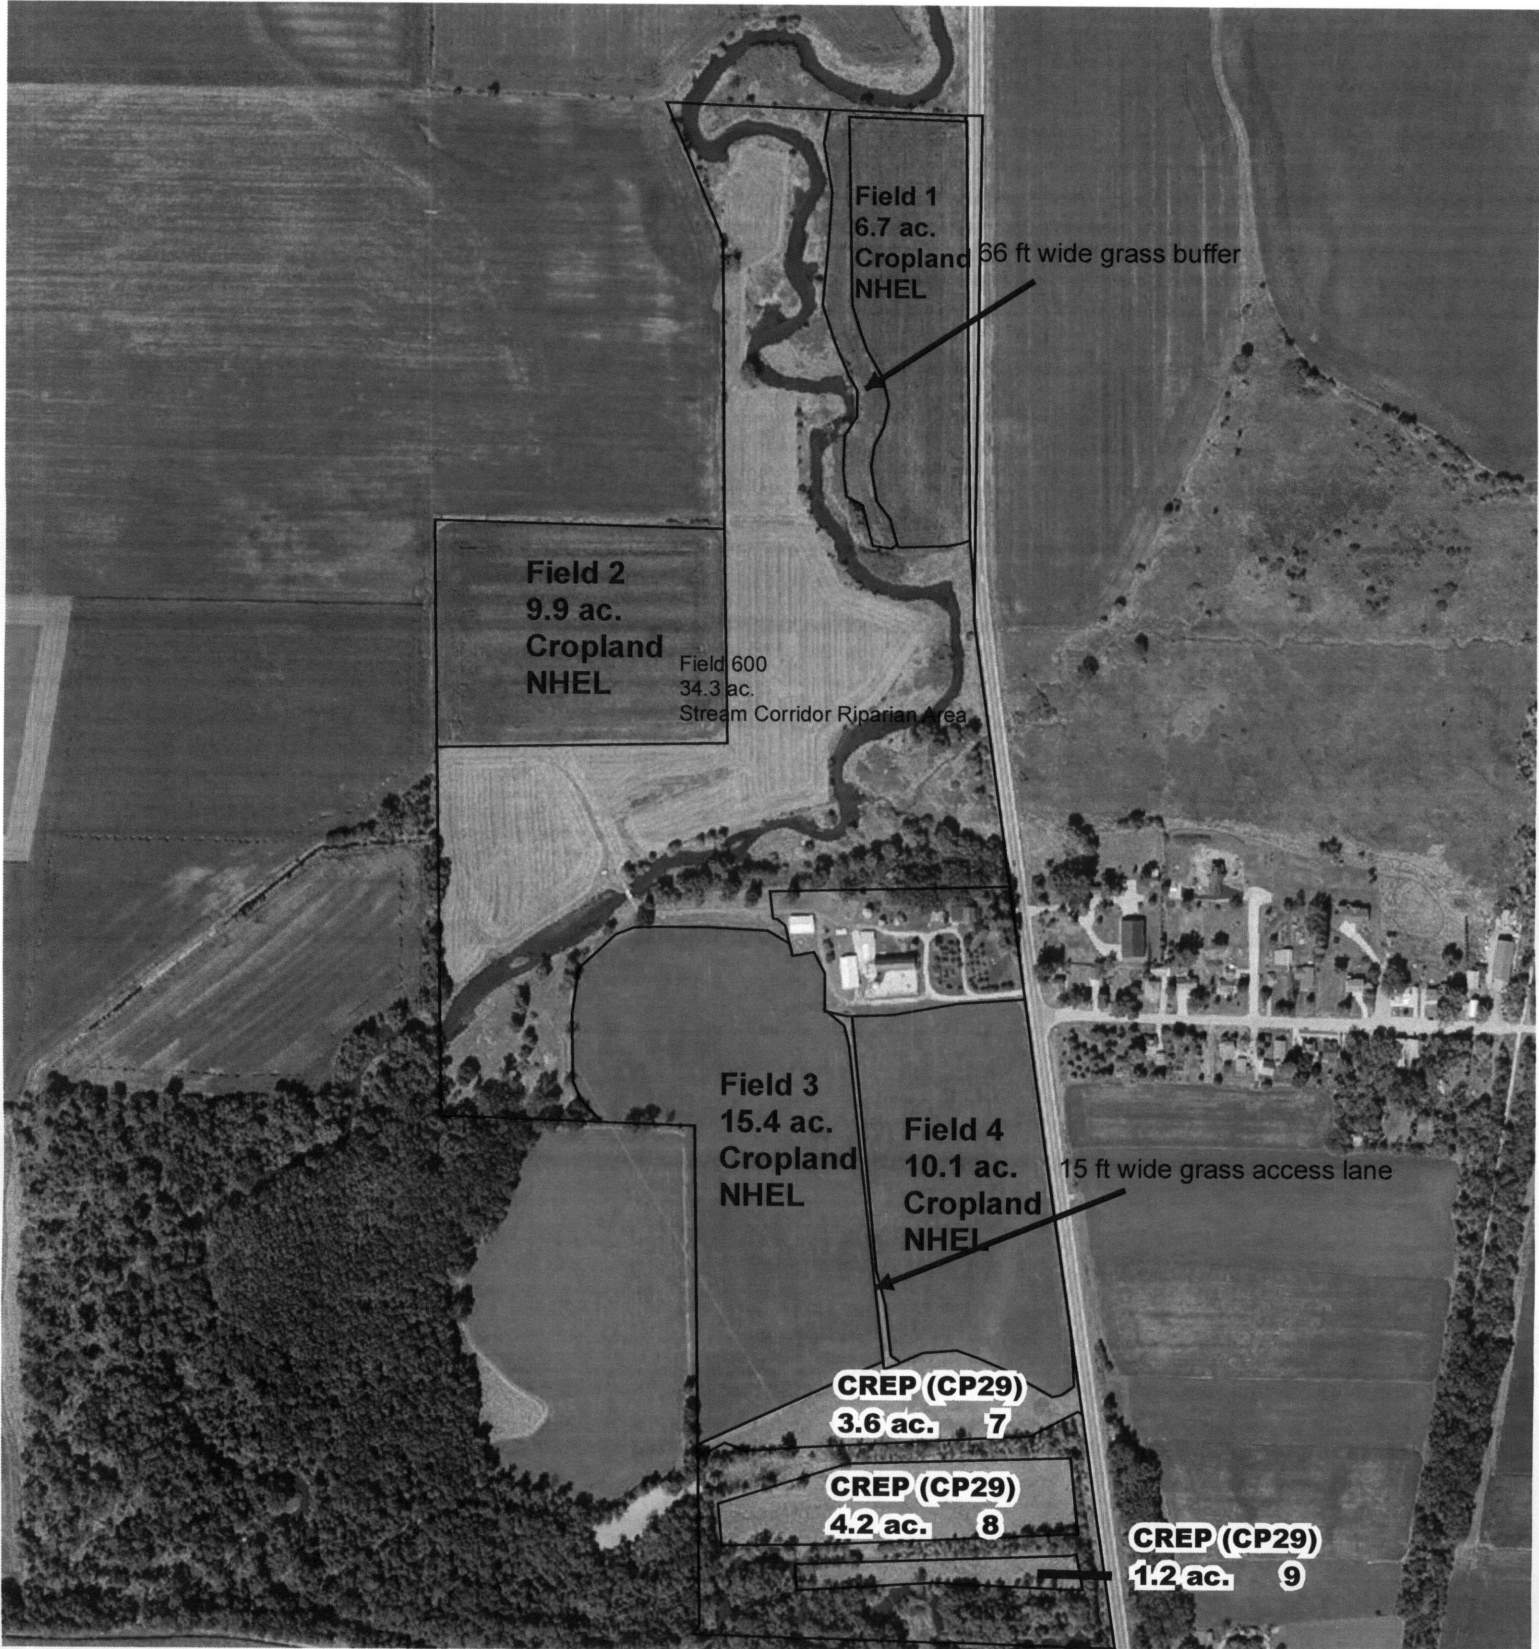 Field 1
6.7 ac.
Cropland
NHEL
66 ft wide grass buffer
Field 2
9.9 ac.
Cropland
NHEL
Field 600
34.3 ac.
Stream Corridor Riparian Area
Field 3
15.4 ac.
Cropland
NHEL
Field 4
10.1 ac.
Cropland
NHEL
15 ft wide grass access lane
CREP (CP29)
3.6 ac. 7
CREP (CP29)
4.2 ac. 8
CREP (CP29)
1.2 ac. 9